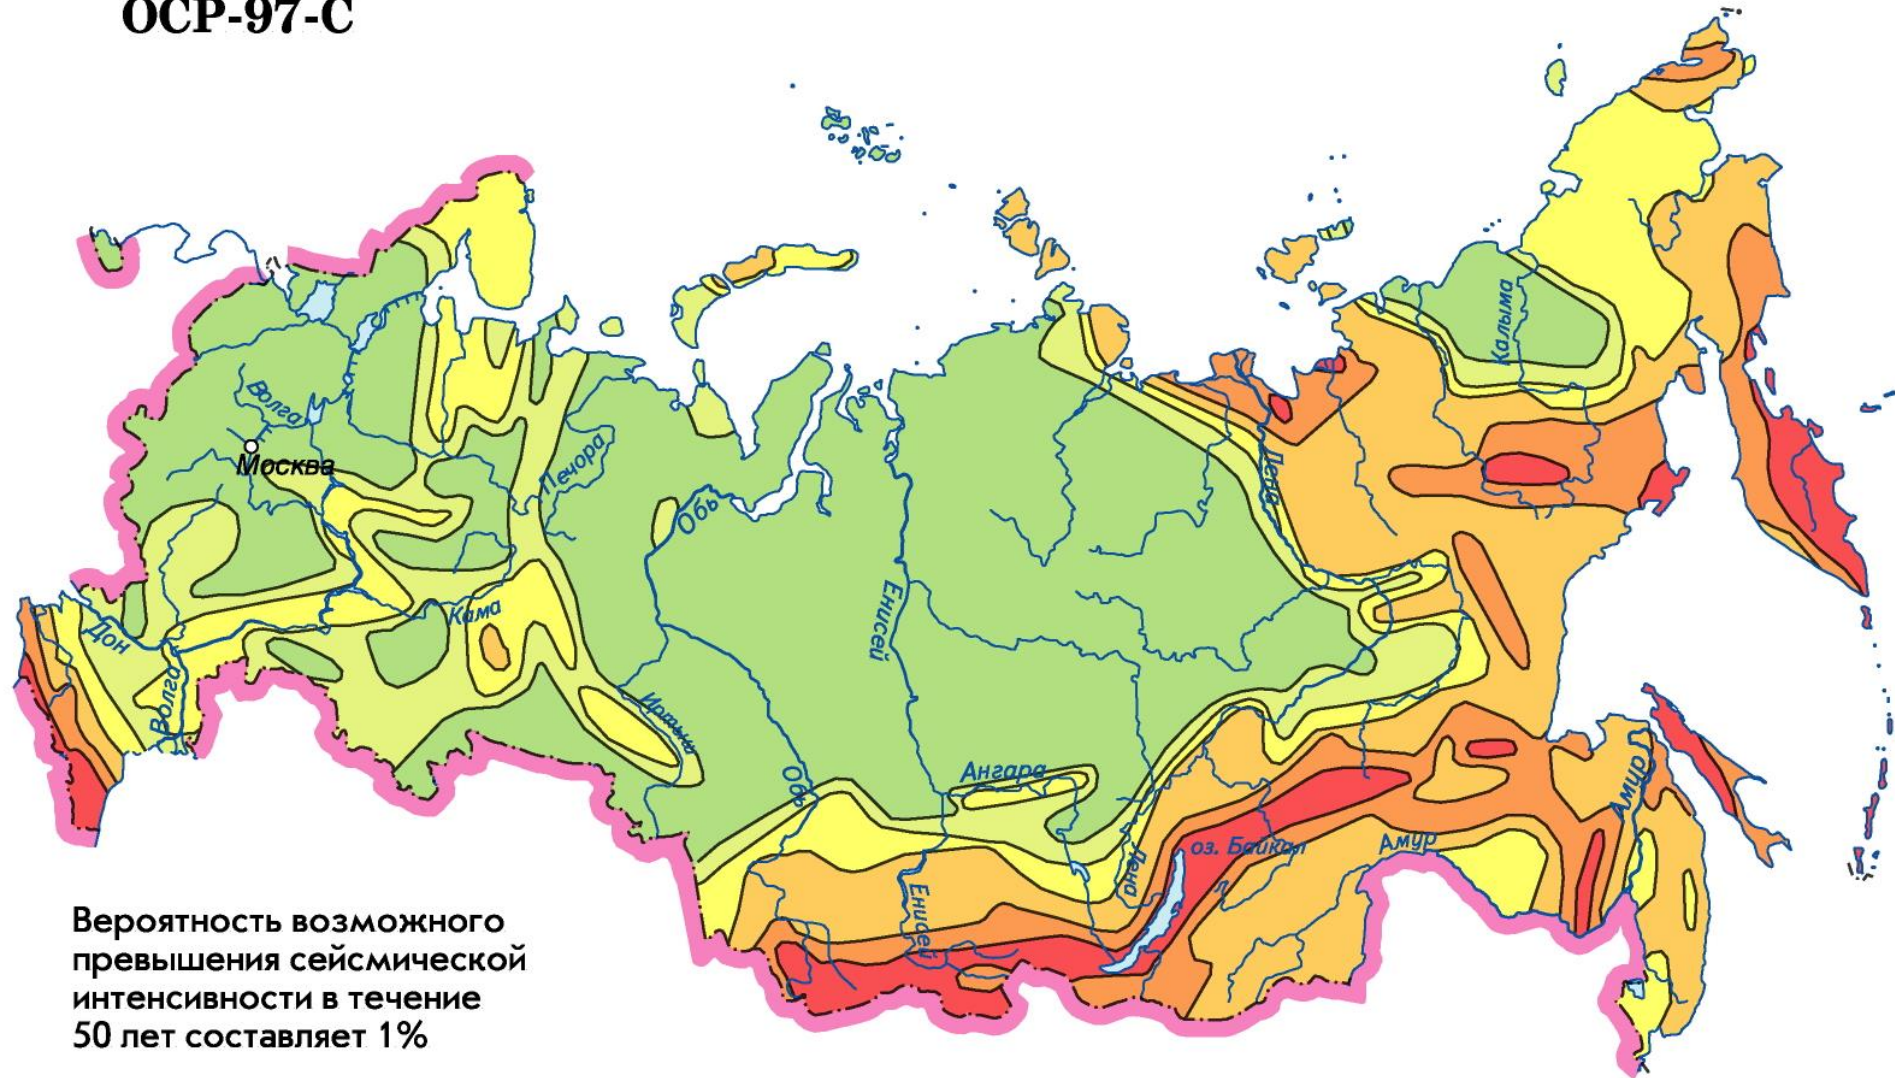 ОСР-97-С
Калыма
Волга
Москва
Печора
Обь
Лена
Енисей
Дон
Кама
Волга
Иртыш
Обь
Ангара
Амур
Лена
оз. Байкал
Амур
Енисей
Вероятность возможного
превышения сейсмической
интенсивности в течение
50 лет составляет 1%